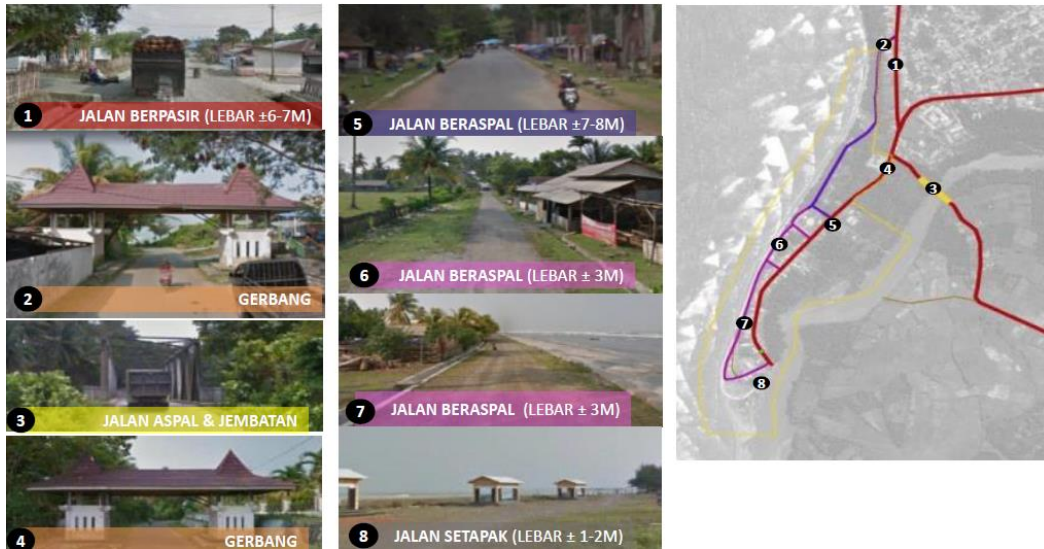 1 JALAN BERPASIR (LEBAR ±6-7M)
2 GERBANG
3 JALAN ASPAL & JEMBATAN
4 GERBANG
5 JALAN BERASPAL (LEBAR ±7-8M)
6 JALAN BERASPAL (LEBAR ± 3M)
7 JALAN BERASPAL (LEBAR ± 3M)
8 JALAN SETAPAK (LEBAR ± 1-2M)
2
1
4
3
5
6
7
8